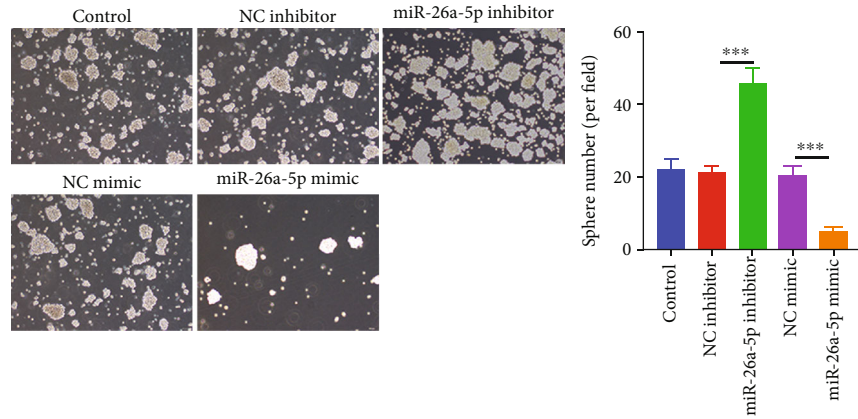 Control
NC inhibitor
miR-26a-5p inhibitor
NC mimic
miR-26a-5p mimic
Sphere number (per field)
60
40
20
0
***
***
Control
NC inhibitor
miR-26a-5p inhibitor
NC mimic
miR-26a-5p mimic